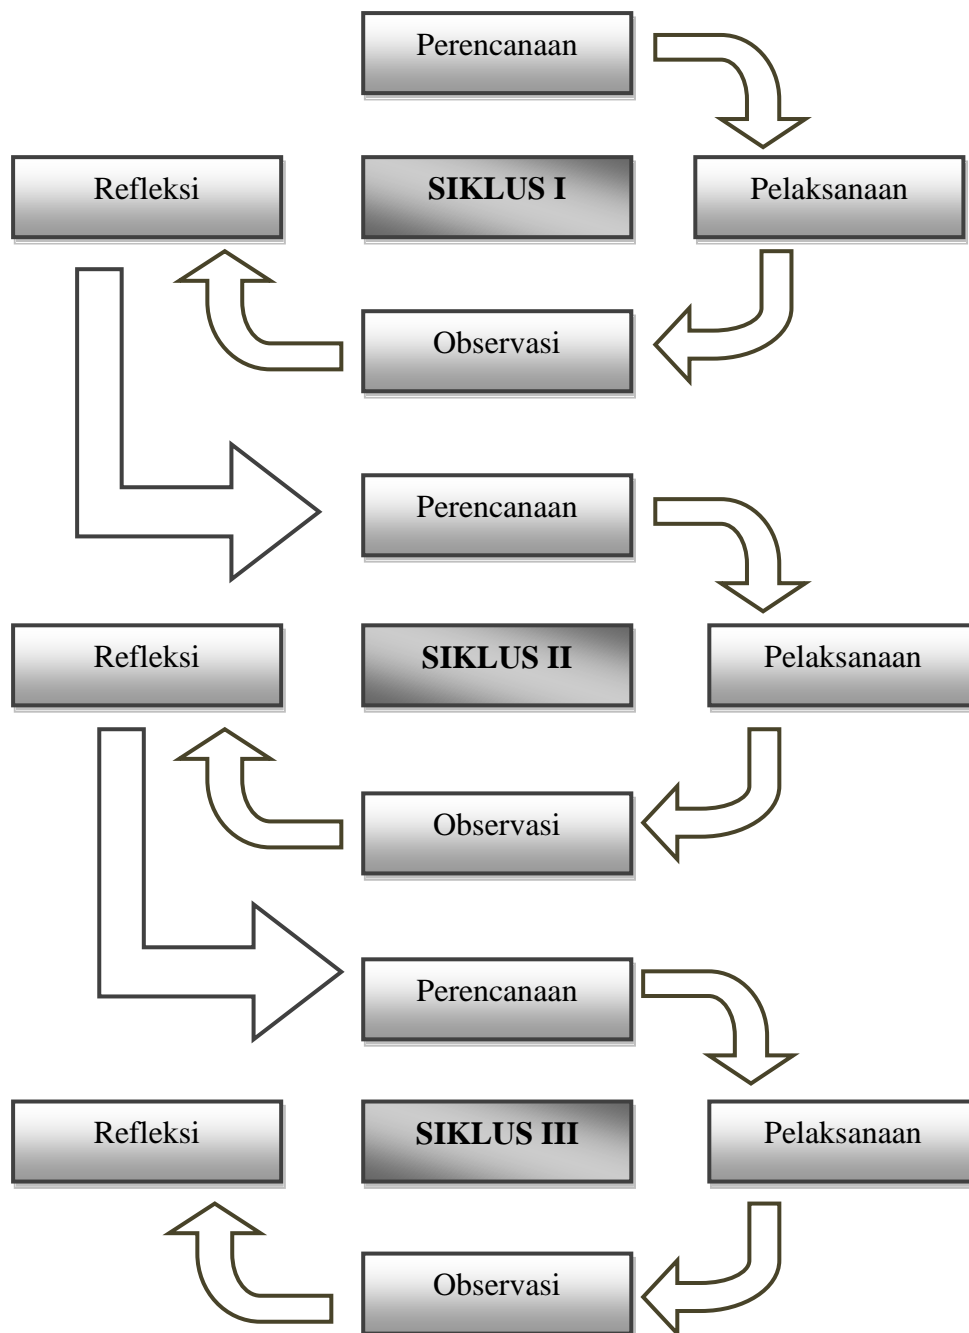 Perencanaan
Refleksi
SIKLUS I
Pelaksanaan
Observasi
Perencanaan
Refleksi
SIKLUS II
Pelaksanaan
Observasi
Perencanaan
Refleksi
SIKLUS III
Pelaksanaan
Observasi